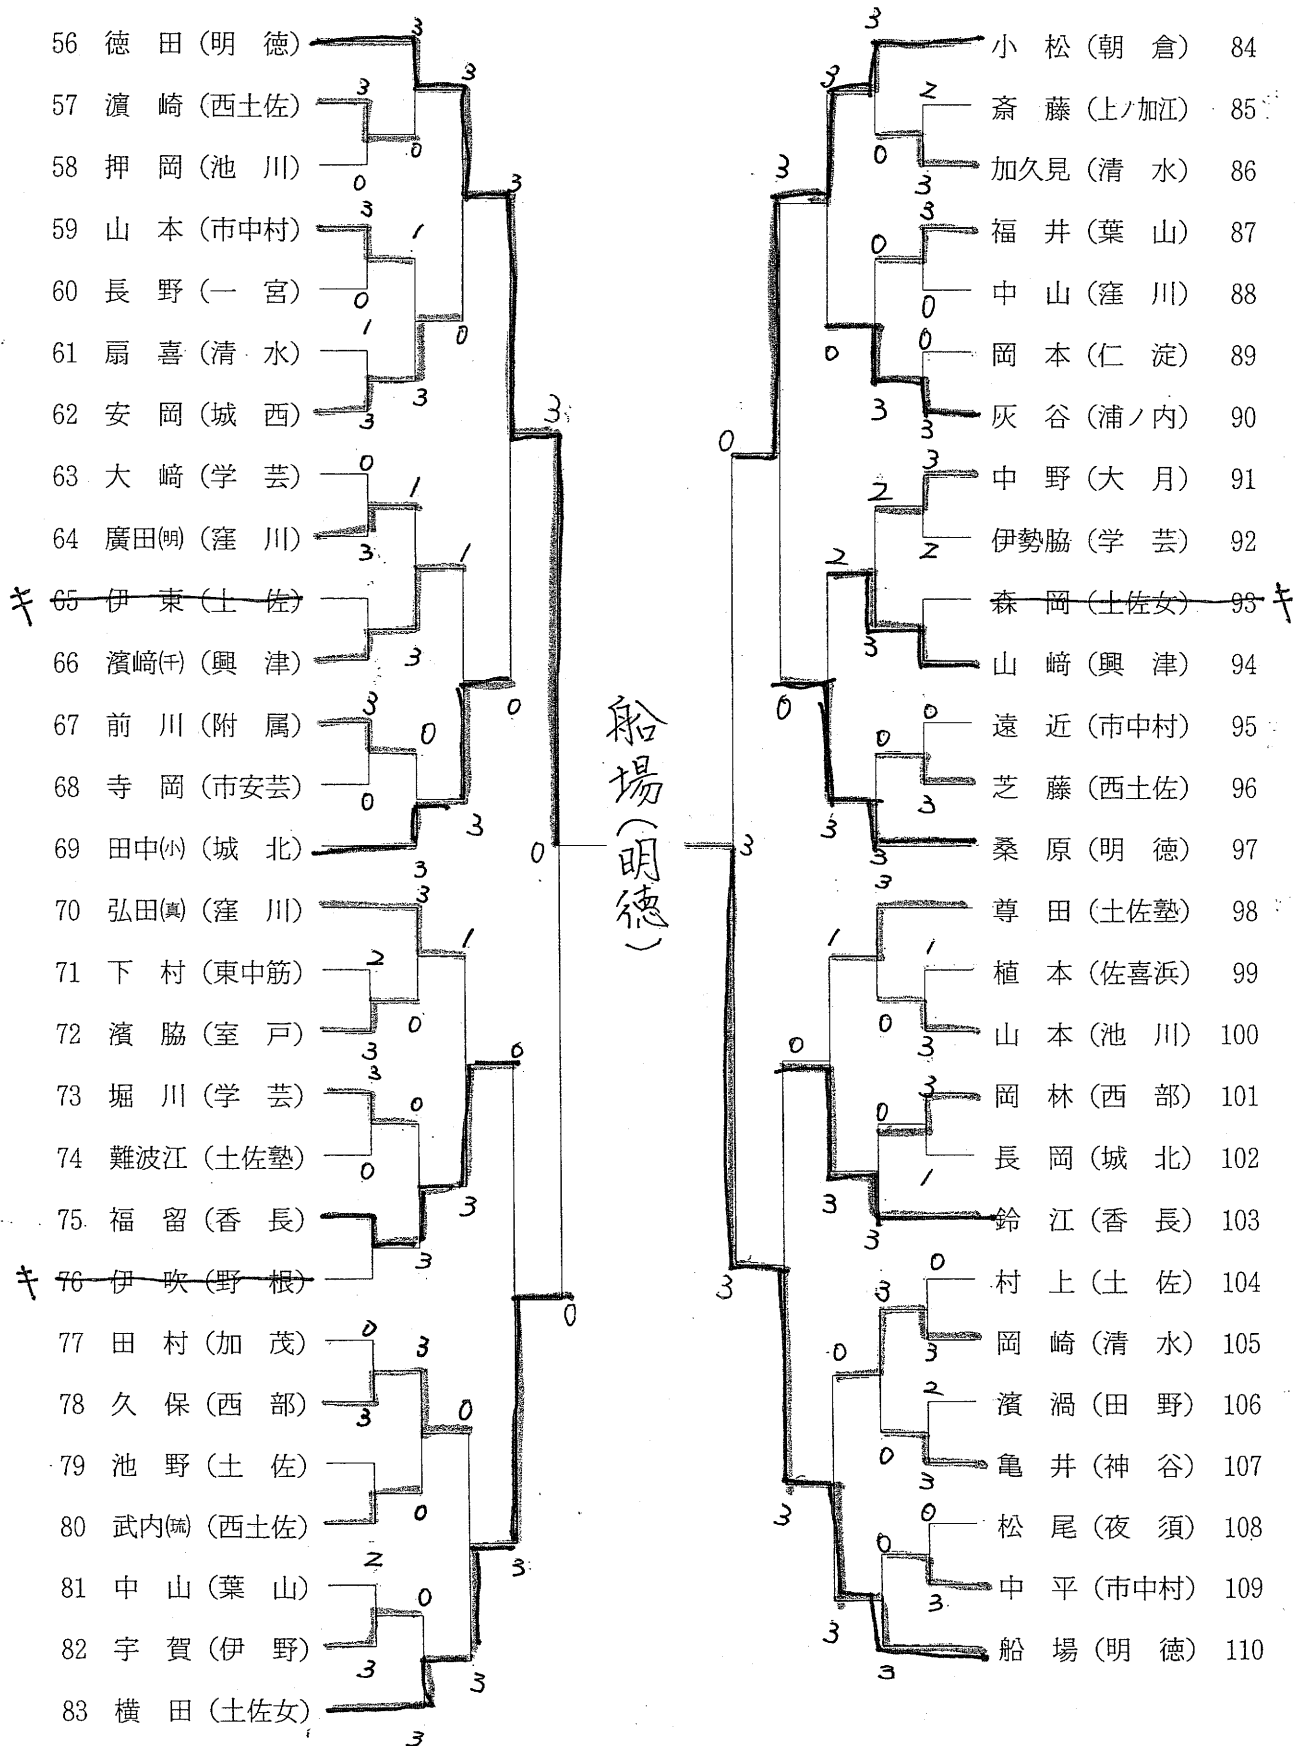 56 徳田（明徳）
57 濵崎（西土佐）
58 押岡（池川）
59 山本（市中村）
60 長野（一宮）
61 扇喜（清水）
62 安岡（城西）
63 大﨑（学芸）
64 廣田㈲（窪川）
キ 65 伊東（土佐）
66 濱﨑(千)（興津）
67 前川（附属）
68 寺岡（市安芸）
69 田中(小)（城北）
70 弘田(真)（窪川）
71 下村（東中筋）
72 濱脇（室戸）
73 堀川（学芸）
74 難波江（土佐塾）
75 福留（香長）
キ 76 伊吹（野根）
77 田村（加茂）
78 久保（西部）
79 池野（土佐）
80 武内（西土佐）
81 中山（葉山）
82 宇賀（伊野）
83 横田（土佐女）
船場（明徳）
小松（朝倉） 84
斎藤（上ノ加江） 85
加久見（清水） 86
福井（葉山） 87
中山（窪川） 88
岡本（仁淀） 89
灰谷（浦ノ内） 90
中野（大月） 91
伊勢脇（学芸） 92
森岡（土佐女） 93 キ
山﨑（興津） 94
遠近（市中村） 95
芝藤（西土佐） 96
桑原（明徳） 97
尊田（土佐塾） 98
植本（佐喜浜） 99
山本（池川） 100
岡林（西部） 101
長岡（城北） 102
鈴江（香長） 103
村上（土佐） 104
岡崎（清水） 105
濱渦（田野） 106
亀井（神谷） 107
松尾（夜須） 108
中平（市中村） 109
船場（明徳） 110